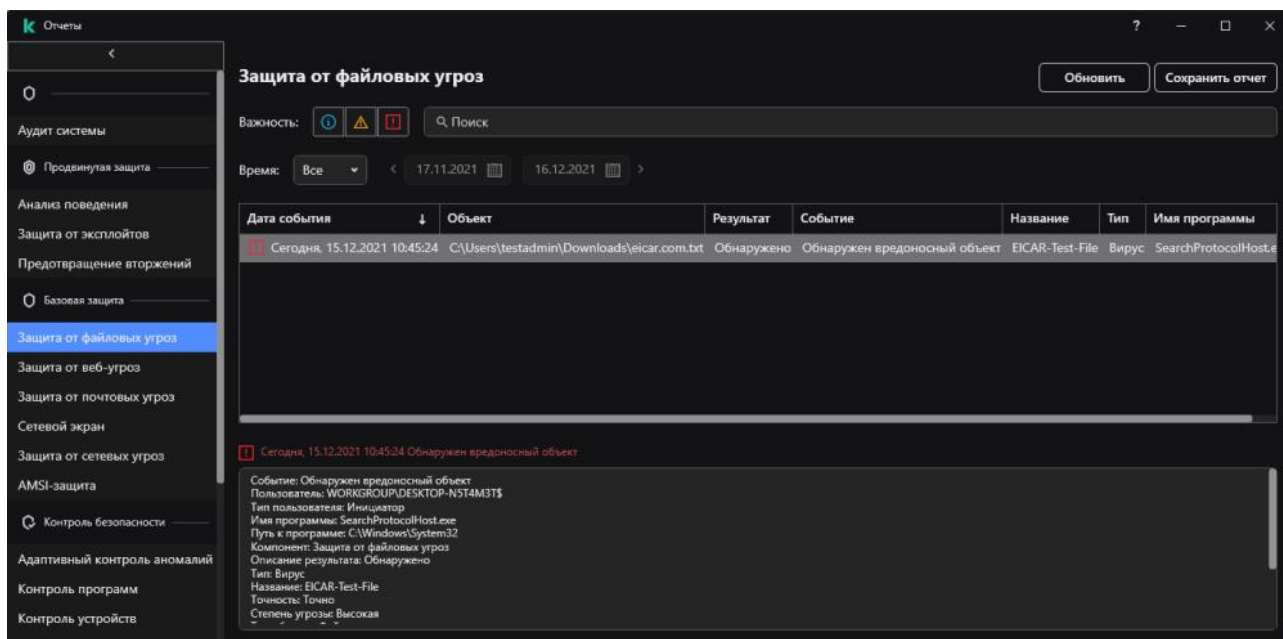 Отчеты
?
Аудит системы
Продвинутая защита
Анализ поведения
Защита от эксплойтов
Предотвращение вторжений
Базовая защита
Защита от файловых угроз
Защита от веб-угроз
Защита от почтовых угроз
Сетевой экран
Защита от сетевых угроз
AMSI-защита
Контроль безопасности
Адаптивный контроль аномалий
Контроль программ
Контроль устройств
Защита от файловых угроз
Обновить
Сохранить отчет
Важность:
Поиск
Время: Все 17.11.2021 16.12.2021
Дата события Объект Результат Событие Название Тип Имя программы
Сегодня, 15.12.2021 10:45:24 C:\Users\testadmin\Downloads\eicar.com.txt Обнаружено Обнаружен вредоносный объект EICAR-Test-File Вирус SearchProtocolHost.e
Сегодня, 15.12.2021 10:45:24 Обнаружен вредоносный объект
Событие: Обнаружен вредоносный объект
Пользователь: WORKGROUP\DESKTOP-N5T4M3T$
Тип пользователя: Инициатор
Имя программы: SearchProtocolHost.exe
Путь к программе: C:\Windows\System32
Компонент: Защита от файловых угроз
Описание результата: Обнаружено
Тип: Вирус
Название: EICAR-Test-File
Точность: Точно
Степень угрозы: Высокая